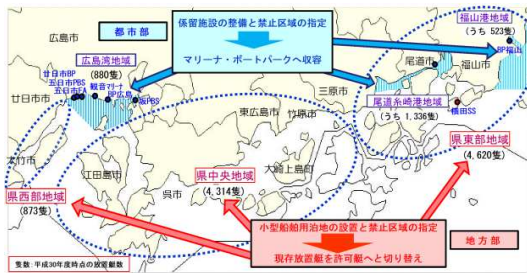 都市部
係留施設の整備と禁止区域の指定
マリーナ・ポートパークへ収容
福山港地域
(うち 523隻)
BP福山
広島市
広島湾地域
(880隻)
廿日市BP
五日市PBS
五日市FA
観音マリーナ
BP広島
坂PBS
廿日市市
大竹市
江田島市
呉市
東広島市
竹原市
三原市
尾道市
福山市
尾道糸崎港地域
(うち 1,336隻)
横田SS
大崎上島町
県東部地域
(4,620隻)
県中央地域
(4,314隻)
県西部地域
(873隻)
小型船舶用泊地の設置と禁止区域の指定
現存放置艇を許可艇へと切り替え
地方部
隻数:平成30年度時点の放置艇数